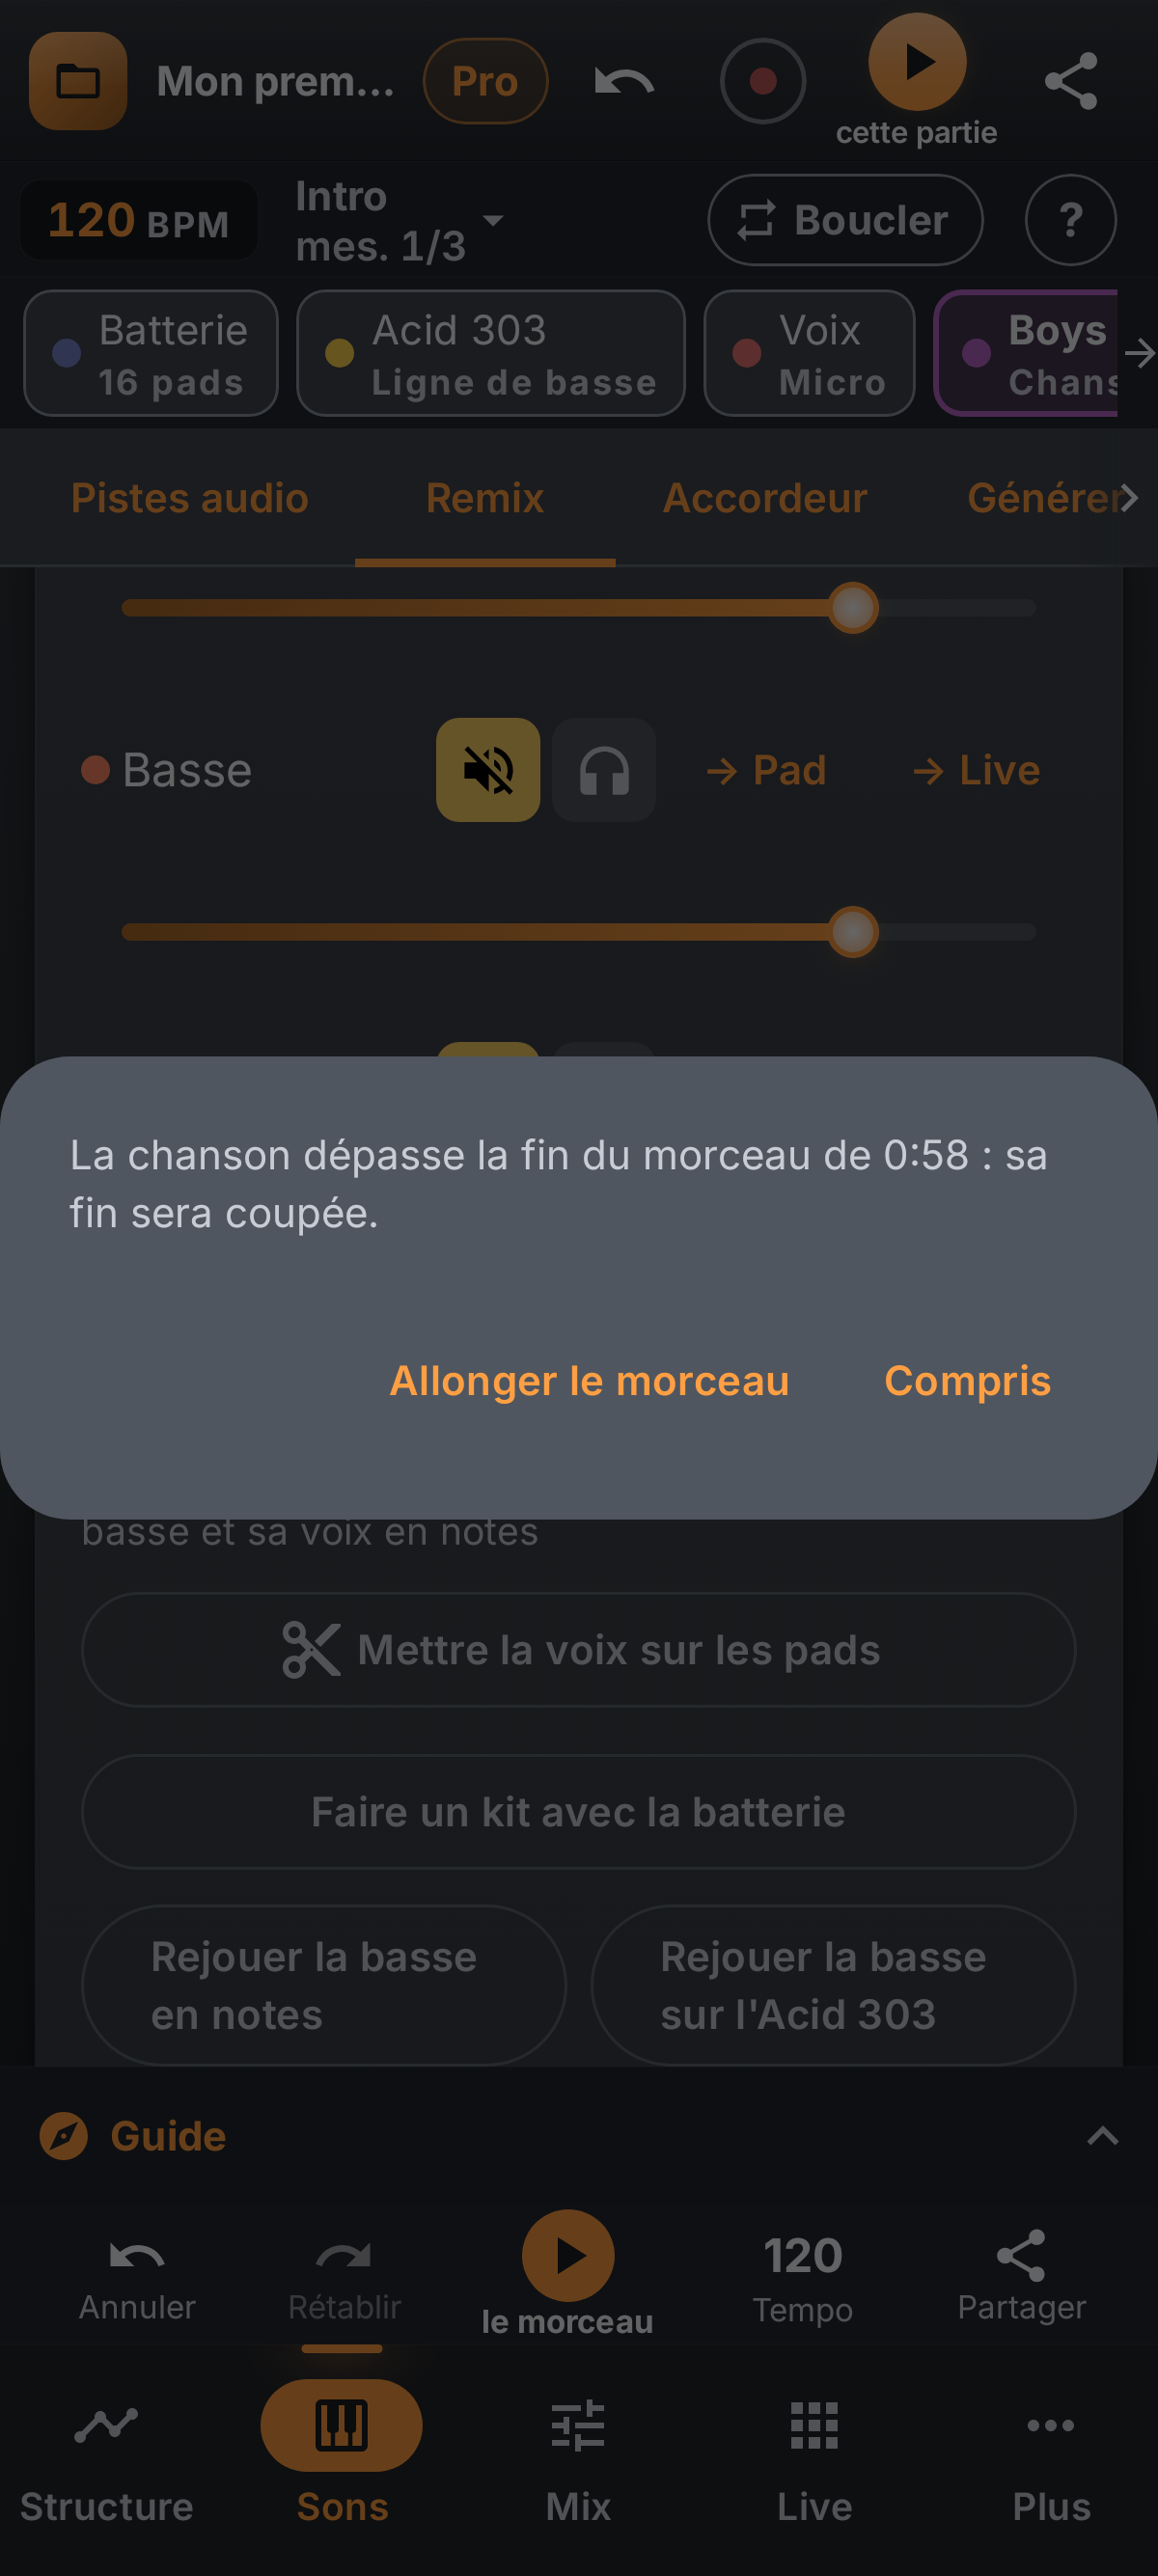 Mon prem...
Pro
cette partie
120 BPM
Intro
mes. 1/3
Boucler
?
Batterie
16 pads
Acid 303
Ligne de basse
Voix
Micro
Boys
Chans
Pistes audio
Remix
Accordeur
Générer
Basse
→ Pad
→ Live
La chanson dépasse la fin du morceau de 0:58 : sa
fin sera coupée.
Allonger le morceau
Compris
basse et sa voix en notes
Mettre la voix sur les pads
Faire un kit avec la batterie
Rejouer la basse
en notes
Rejouer la basse
sur l'Acid 303
Guide
Annuler
Rétablir
le morceau
120
Tempo
Partager
Structure
Sons
Mix
Live
Plus